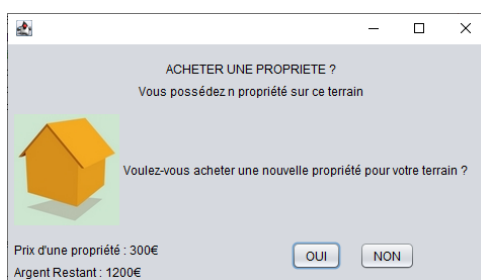 ACHETER UNE PROPRIETE ?
Vous possédez n propriété sur ce terrain
Voulez-vous acheter une nouvelle propriété pour votre terrain ?
Prix d'une propriété : 300€
OUI
NON
Argent Restant : 1200€